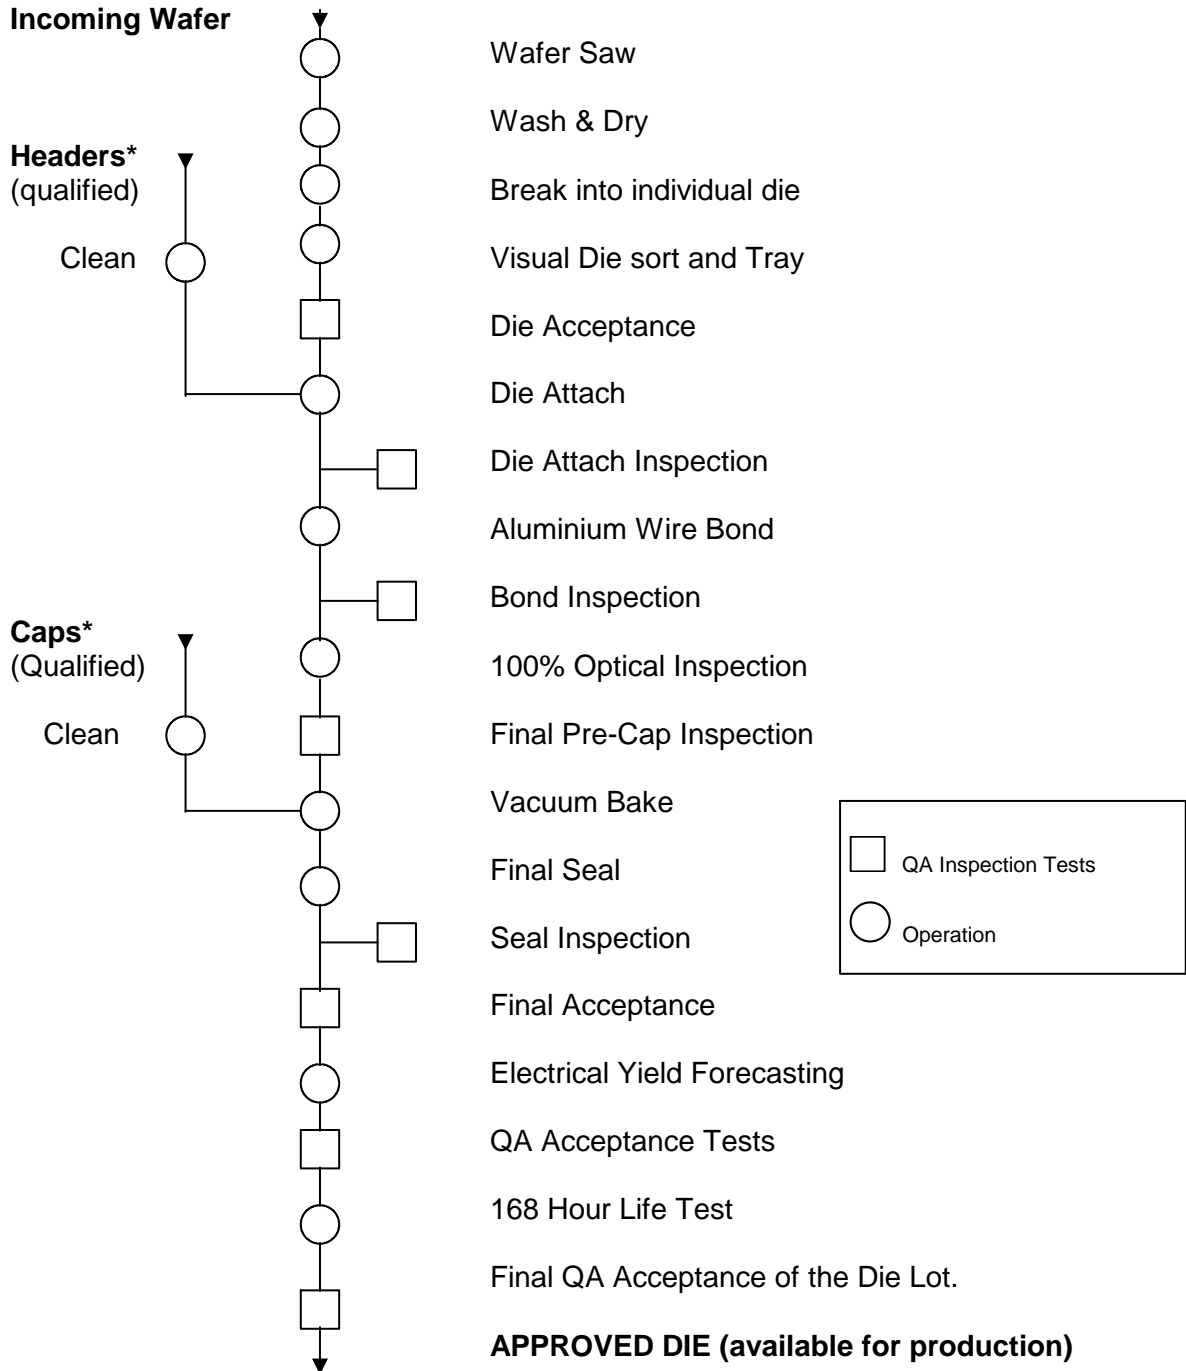 Incoming Wafer
Wafer Saw
Wash & Dry
Headers*
(qualified)
Break into individual die
Clean
Visual Die sort and Tray
Die Acceptance
Die Attach
Die Attach Inspection
Aluminium Wire Bond
Bond Inspection
Caps*
(Qualified)
100% Optical Inspection
Clean
Final Pre-Cap Inspection
Vacuum Bake
QA Inspection Tests
Final Seal
Operation
Seal Inspection
Final Acceptance
Electrical Yield Forecasting
QA Acceptance Tests
168 Hour Life Test
Final QA Acceptance of the Die Lot.
APPROVED DIE (available for production)